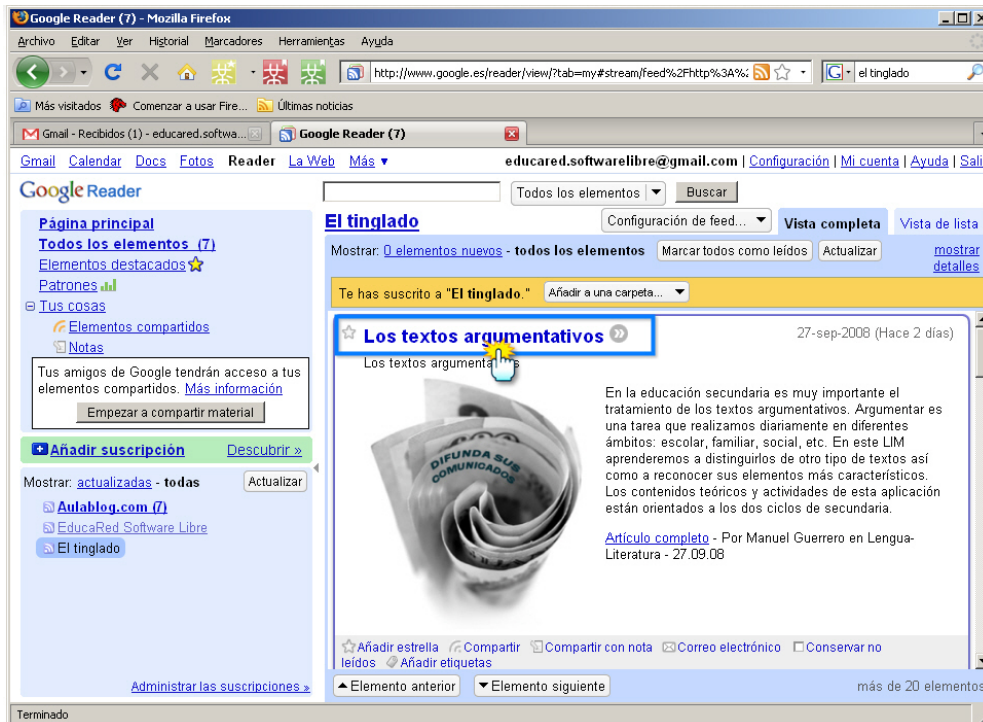 Google Reader (7) - Mozilla Firefox
Archivo Editar Ver Historial Marcadores Herramientas Ayuda
http://www.google.es/reader/view/?tab=my#stream/feed%2Fhttp%3A% el tinglado
Más visitados Comenzar a usar Fire... Últimas noticias
Gmail - Recibidos (1) - educared.softwa... Google Reader (7)
Gmail Calendar Docs Fotos Reader La Web Más ▼ educared.softwarelibre@gmail.com | Configuración | Mi cuenta | Ayuda | Sali
Google Reader Todos los elementos Buscar
Página principal
Todos los elementos (7)
Elementos destacados
Patrones
Tus cosas
Elementos compartidos
Notas
Tus amigos de Google tendrán acceso a tus
elementos compartidos. Más información
Empezar a compartir material
Añadir suscripción Descubrir »
Mostrar: actualizadas - todas Actualizar
Aulablog.com (7)
EducaRed Software Libre
El tinglado
Administrar las suscripciones »
El tinglado Configuración de feed... Vista completa Vista de lista
Mostrar: 0 elementos nuevos - todos los elementos Marcar todos como leídos Actualizar mostrar
detalles
Te has suscrito a "El tinglado." Añadir a una carpeta...
Los textos argumentativos » 27-sep-2008 (Hace 2 días)
Los textos argumentativos
DIFUNDA SUS
COMUNICADOS
En la educación secundaria es muy importante el
tratamiento de los textos argumentativos. Argumentar es
una tarea que realizamos diariamente en diferentes
ámbitos: escolar, familiar, social, etc. En este LIM
aprenderemos a distinguirlos de otro tipo de textos así
como a reconocer sus elementos más característicos.
Los contenidos teóricos y actividades de esta aplicación
están orientados a los dos ciclos de secundaria.
Artículo completo - Por Manuel Guerrero en Lengua-
Literatura - 27.09.08
Añadir estrella Compartir Compartir con nota Correo electrónico Conservar no
leídos Añadir etiquetas
Elemento anterior Elemento siguiente más de 20 elementos
Terminado